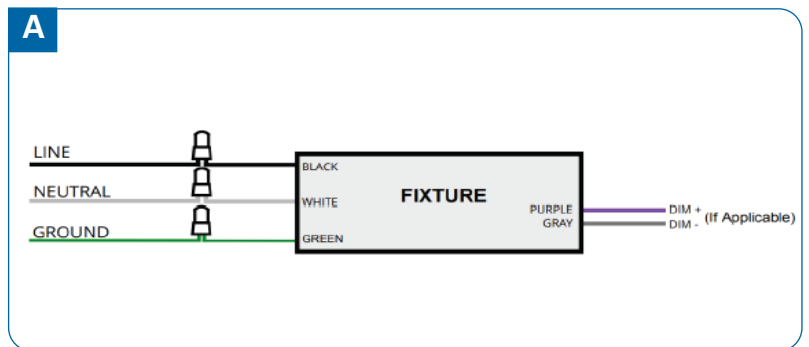 A
LINE
BLACK
NEUTRAL
WHITE
FIXTURE
PURPLE
DIM +
(If Applicable)
GRAY
DIM -
GROUND
GREEN